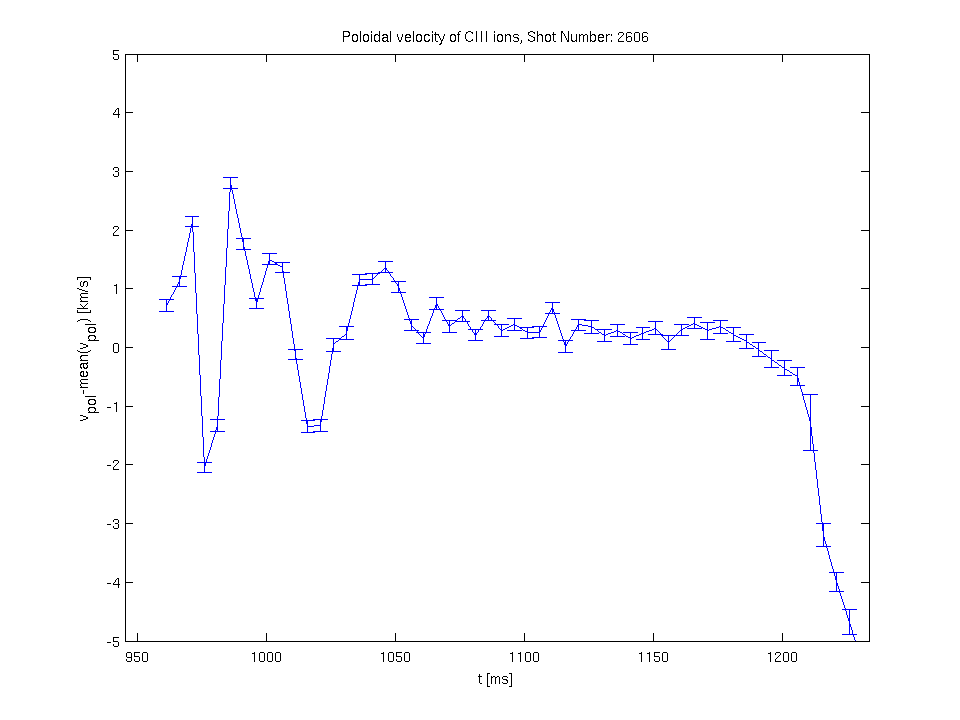 Poloidal velocity of CIII ions, Shot Number: 2606
5
4
3
2
1
0
-1
-2
-3
-4
-5
v_pol-mean(v_pol) [km/s]
950 1000 1050 1100 1150 1200
t [ms]